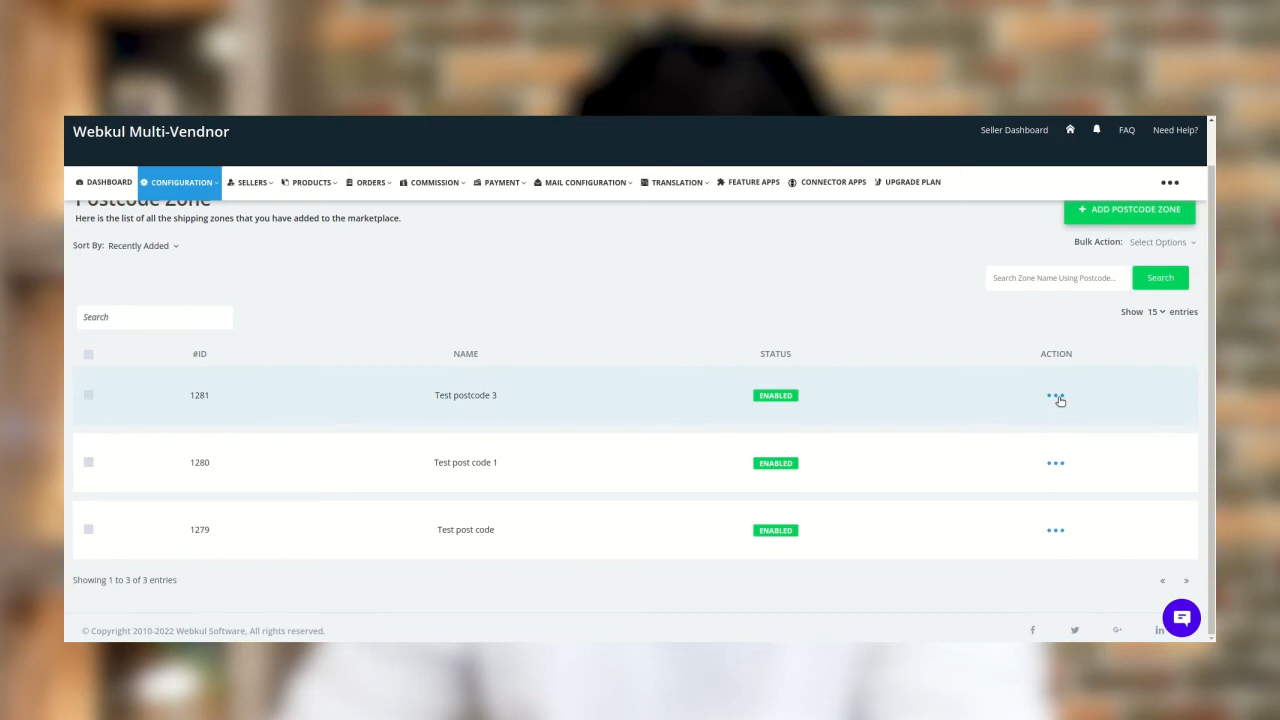 Webkul Multi-Vendnor
Seller Dashboard FAQ Need Help?
DASHBOARD CONFIGURATION SELLERS PRODUCTS ORDERS COMMISSION PAYMENT MAIL CONFIGURATION TRANSLATION FEATURE APPS CONNECTOR APPS UPGRADE PLAN
Postcode Zone
+ ADD POSTCODE ZONE
Here is the list of all the shipping zones that you have added to the marketplace.
Sort By: Recently Added
Bulk Action: Select Options
Search Zone Name Using Postcode... Search
Show 15 entries
Search
#ID NAME STATUS ACTION
1281 Test postcode 3 ENABLED
1280 Test post code 1 ENABLED
1279 Test post code ENABLED
Showing 1 to 3 of 3 entries
« »
© Copyright 2010-2022 Webkul Software, All rights reserved.